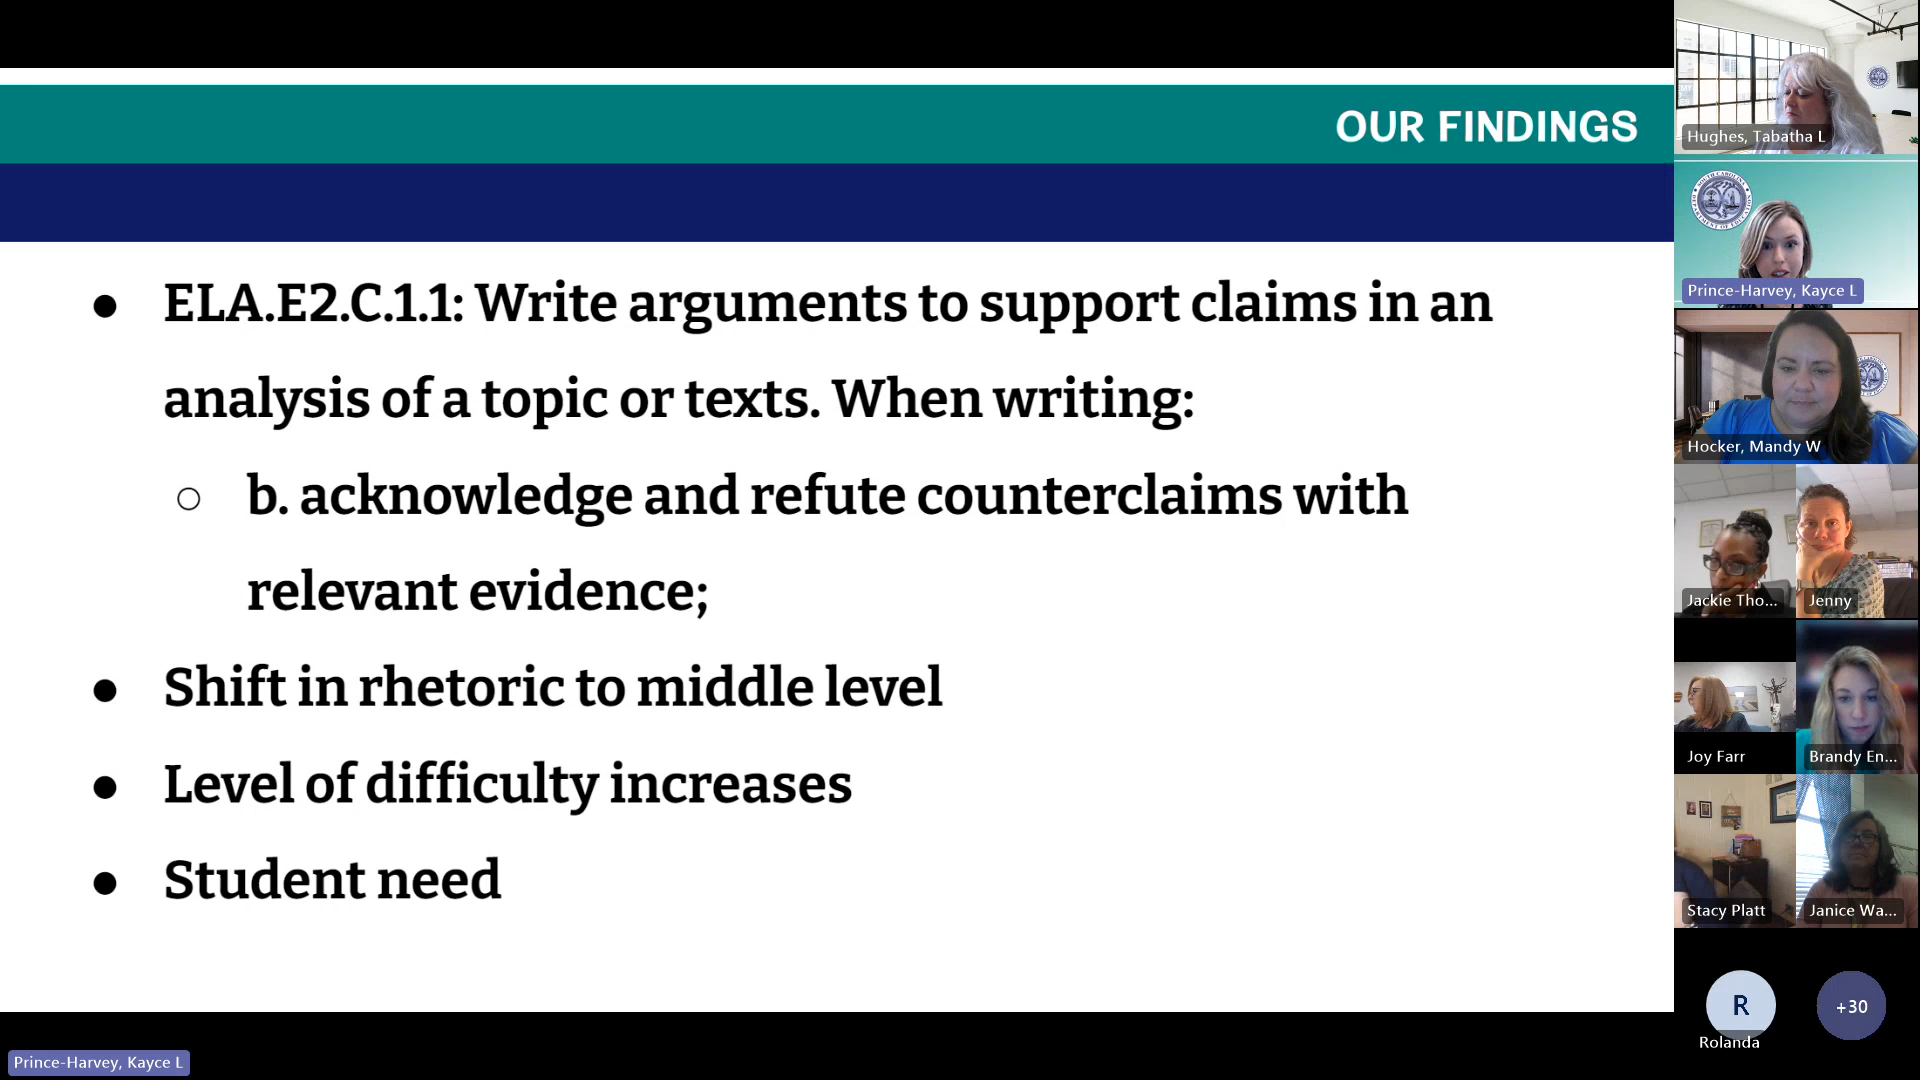 OUR FINDINGS
● ELA.E2.C.1.1: Write arguments to support claims in an
analysis of a topic or texts. When writing:
○ b. acknowledge and refute counterclaims with
relevant evidence;
● Shift in rhetoric to middle level
● Level of difficulty increases
● Student need
Prince-Harvey, Kayce L
Hughes, Tabatha L
Prince-Harvey, Kayce L
Hocker, Mandy W
Jackie Tho...
Jenny
Joy Farr
Brandy En...
Stacy Platt
Janice Wa...
R
+30
Rolanda